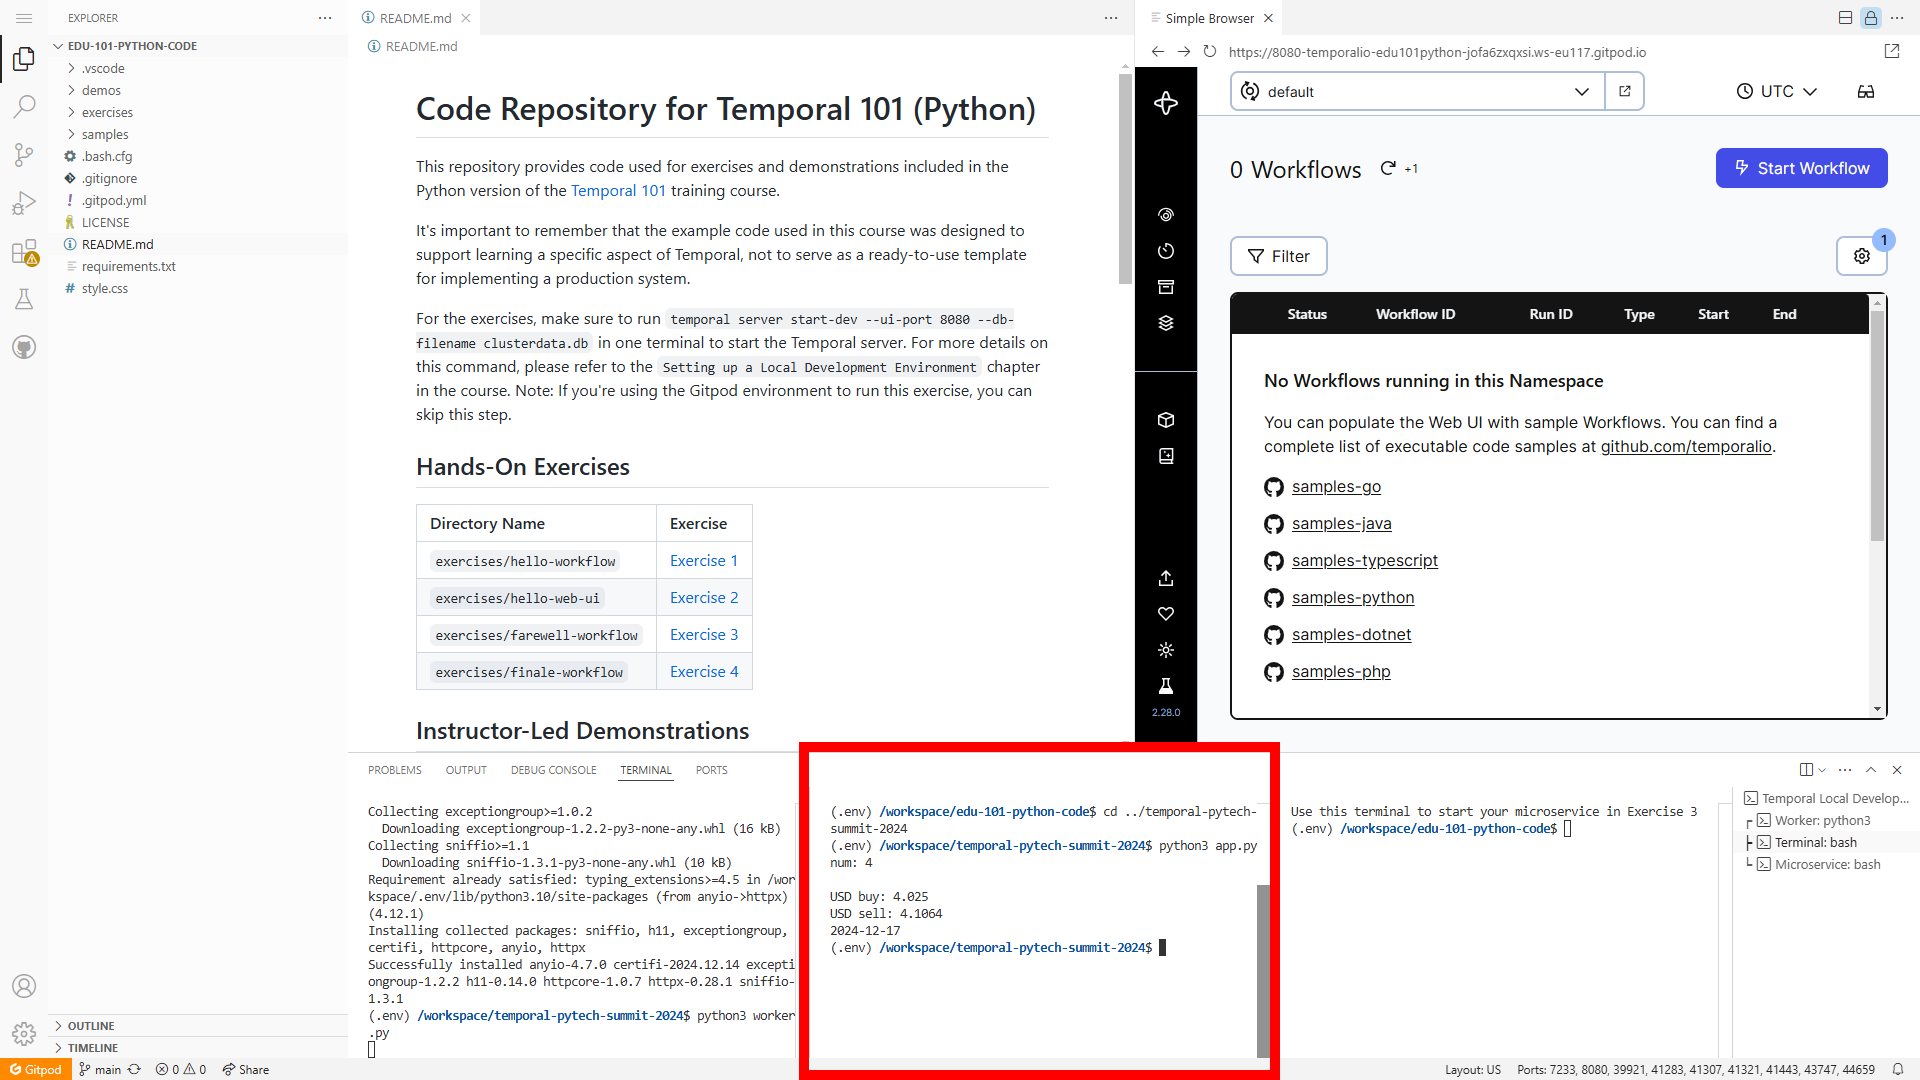 EXPLORER
EDU-101-PYTHON-CODE
.vscode
demos
exercises
samples
.bash.cfg
.gitignore
.gitpod.yml
LICENSE
README.md
requirements.txt
style.css
OUTLINE
TIMELINE
README.md
README.md
Code Repository for Temporal 101 (Python)
This repository provides code used for exercises and demonstrations included in the
Python version of the Temporal 101 training course.
It's important to remember that the example code used in this course was designed to
support learning a specific aspect of Temporal, not to serve as a ready-to-use template
for implementing a production system.
For the exercises, make sure to run temporal server start-dev --ui-port 8080 --db-
filename clusterdata.db in one terminal to start the Temporal server. For more details on
this command, please refer to the Setting up a Local Development Environment chapter
in the course. Note: If you're using the Gitpod environment to run this exercise, you can
skip this step.
Hands-On Exercises
Directory Name Exercise
exercises/hello-workflow Exercise 1
exercises/hello-web-ui Exercise 2
exercises/farewell-workflow Exercise 3
exercises/finale-workflow Exercise 4
Instructor-Led Demonstrations
Simple Browser
https://8080-temporalio-edu101python-jofa6zxqxsi.ws-eu117.gitpod.io
default
UTC
0 Workflows
+1
Start Workflow
Filter
1
Status Workflow ID Run ID Type Start End
No Workflows running in this Namespace
You can populate the Web UI with sample Workflows. You can find a
complete list of executable code samples at github.com/temporalio.
samples-go
samples-java
samples-typescript
samples-python
samples-dotnet
samples-php
2.28.0
PROBLEMS OUTPUT DEBUG CONSOLE TERMINAL PORTS
Collecting exceptiongroup>=1.0.2
Downloading exceptiongroup-1.2.2-py3-none-any.whl (16 kB)
Collecting sniffio>=1.1
Downloading sniffio-1.3.1-py3-none-any.whl (10 kB)
Requirement already satisfied: typing_extensions>=4.5 in /wor
kspace/.env/lib/python3.10/site-packages (from anyio->httpx)
(4.12.1)
Installing collected packages: sniffio, h11, exceptiongroup,
certifi, httpcore, anyio, httpx
Successfully installed anyio-4.7.0 certifi-2024.12.14 excepti
ongroup-1.2.2 h11-0.14.0 httpcore-1.0.7 httpx-0.28.1 sniffio-
1.3.1
(.env) /workspace/temporal-pytech-summit-2024$ python3 worker
.py
(.env) /workspace/edu-101-python-code$ cd ../temporal-pytech-
summit-2024
(.env) /workspace/temporal-pytech-summit-2024$ python3 app.py
num: 4
USD buy: 4.025
USD sell: 4.1064
2024-12-17
(.env) /workspace/temporal-pytech-summit-2024$
Use this terminal to start your microservice in Exercise 3
(.env) /workspace/edu-101-python-code$
Temporal Local Develop...
Worker: python3
Terminal: bash
Microservice: bash
Gitpod main 0 0 Share
Layout: US Ports: 7233, 8080, 39921, 41283, 41307, 41321, 41443, 43747, 44659